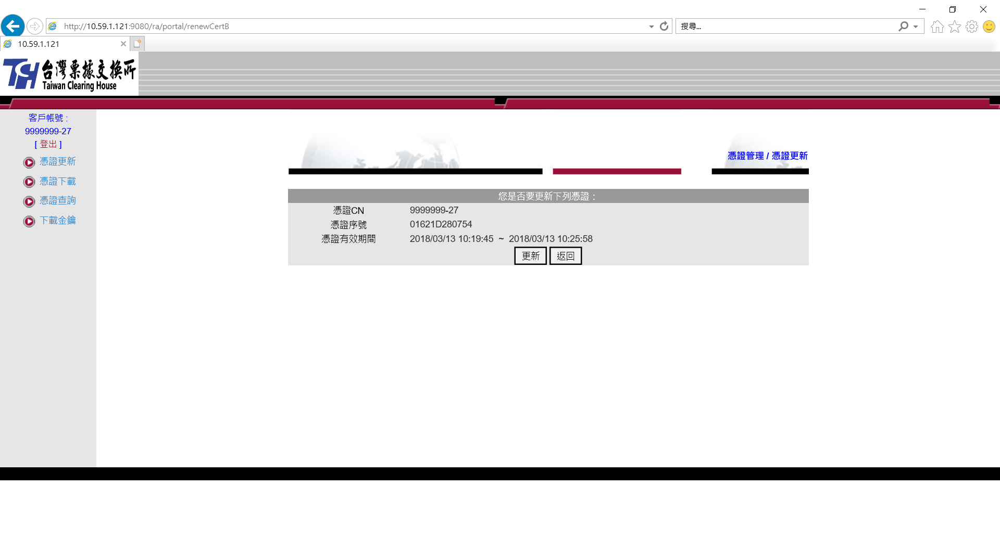 http://10.59.1.121:9080/ra/portal/renewCertB
搜尋...
10.59.1.121
TCH 台灣票據交換所
Taiwan Clearing House
客戶帳號 :
9999999-27
[ 登出 ]
憑證更新
憑證下載
憑證查詢
下載金鑰
憑證管理 / 憑證更新
您是否要更新下列憑證：
憑證CN 9999999-27
憑證序號 01621D280754
憑證有效期間 2018/03/13 10:19:45 ~ 2018/03/13 10:25:58
更新 返回